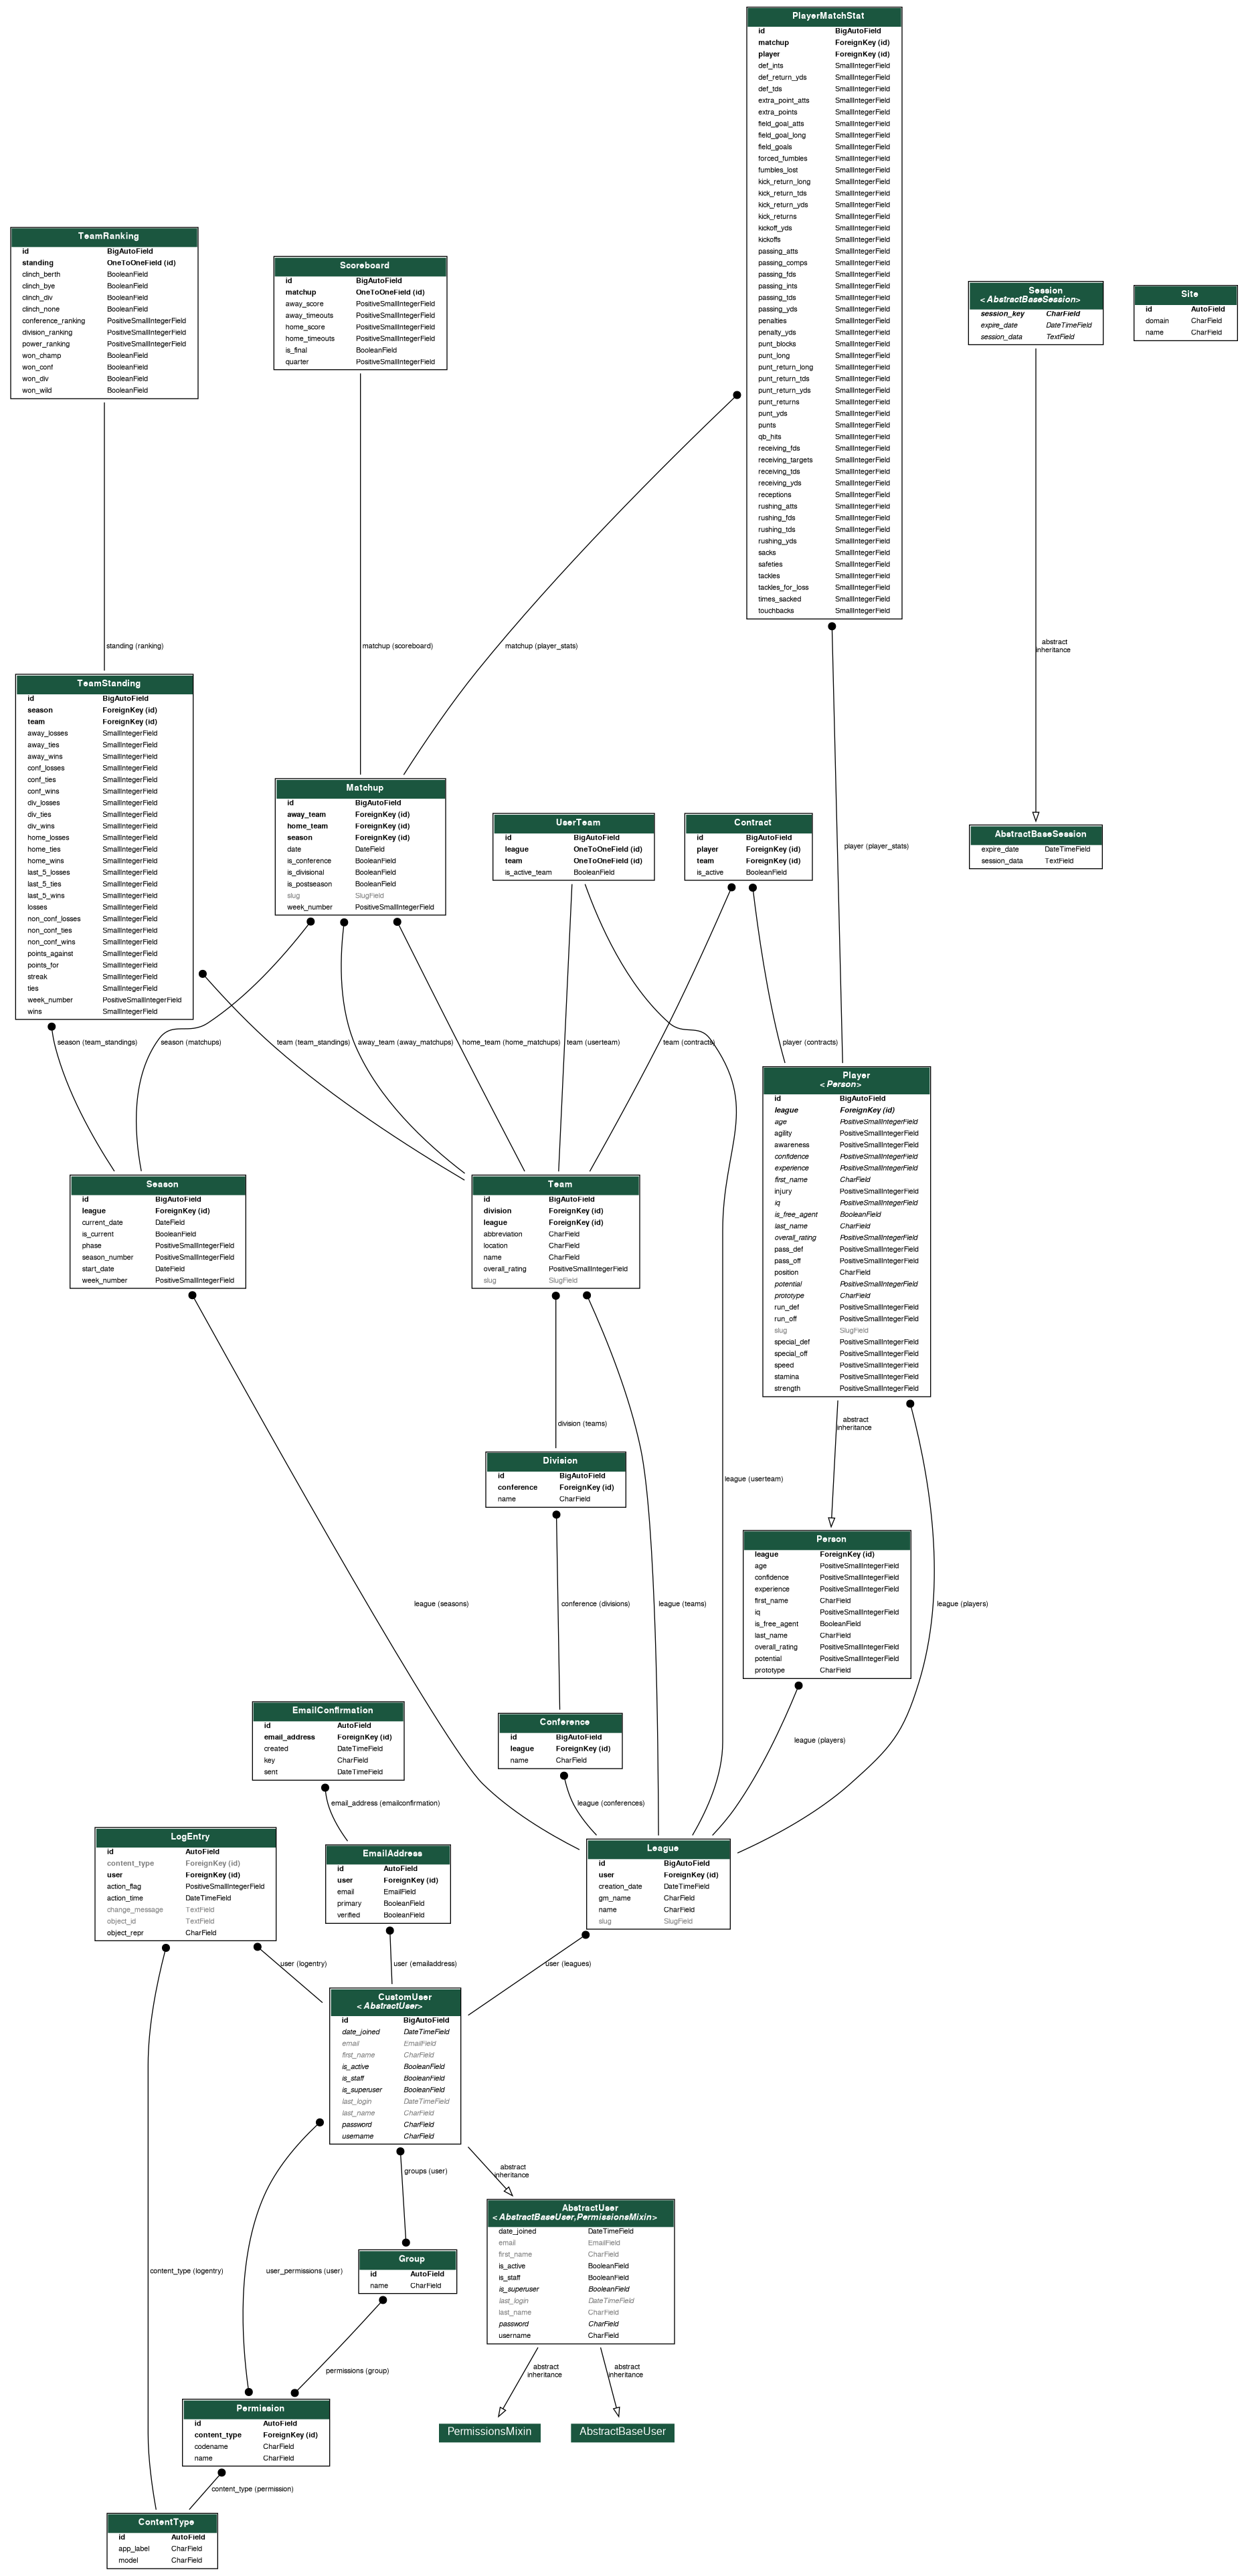 PlayerMatchStat
id BigAutoField
matchup ForeignKey (id)
player ForeignKey (id)
def_ints SmallIntegerField
def_return_yds SmallIntegerField
def_tds SmallIntegerField
extra_point_atts SmallIntegerField
extra_points SmallIntegerField
field_goal_atts SmallIntegerField
field_goal_long SmallIntegerField
field_goals SmallIntegerField
forced_fumbles SmallIntegerField
fumbles_lost SmallIntegerField
kick_return_long SmallIntegerField
kick_return_tds SmallIntegerField
kick_return_yds SmallIntegerField
kick_returns SmallIntegerField
kickoff_yds SmallIntegerField
kickoffs SmallIntegerField
passing_atts SmallIntegerField
passing_comps SmallIntegerField
passing_fds SmallIntegerField
passing_ints SmallIntegerField
passing_tds SmallIntegerField
passing_yds SmallIntegerField
penalties SmallIntegerField
penalty_yds SmallIntegerField
punt_blocks SmallIntegerField
punt_long SmallIntegerField
punt_return_long SmallIntegerField
punt_return_tds SmallIntegerField
punt_return_yds SmallIntegerField
punt_returns SmallIntegerField
punt_yds SmallIntegerField
punts SmallIntegerField
qb_hits SmallIntegerField
receiving_fds SmallIntegerField
receiving_targets SmallIntegerField
receiving_tds SmallIntegerField
receiving_yds SmallIntegerField
receptions SmallIntegerField
rushing_atts SmallIntegerField
rushing_fds SmallIntegerField
rushing_tds SmallIntegerField
rushing_yds SmallIntegerField
sacks SmallIntegerField
safeties SmallIntegerField
tackles SmallIntegerField
tackles_for_loss SmallIntegerField
times_sacked SmallIntegerField
touchbacks SmallIntegerField
TeamRanking
id BigAutoField
standing OneToOneField (id)
clinch_berth BooleanField
clinch_bye BooleanField
clinch_div BooleanField
clinch_none BooleanField
conference_ranking PositiveSmallIntegerField
division_ranking PositiveSmallIntegerField
power_ranking PositiveSmallIntegerField
won_champ BooleanField
won_conf BooleanField
won_div BooleanField
won_wild BooleanField
Scoreboard
id BigAutoField
matchup OneToOneField (id)
away_score PositiveSmallIntegerField
away_timeouts PositiveSmallIntegerField
home_score PositiveSmallIntegerField
home_timeouts PositiveSmallIntegerField
is_final BooleanField
quarter PositiveSmallIntegerField
Session
<AbstractBaseSession>
session_key CharField
expire_date DateTimeField
session_data TextField
Site
id AutoField
domain CharField
name CharField
standing (ranking)
matchup (scoreboard)
matchup (player_stats)
abstract
inheritance
TeamStanding
id BigAutoField
season ForeignKey (id)
team ForeignKey (id)
away_losses SmallIntegerField
away_ties SmallIntegerField
away_wins SmallIntegerField
conf_losses SmallIntegerField
conf_ties SmallIntegerField
conf_wins SmallIntegerField
div_losses SmallIntegerField
div_ties SmallIntegerField
div_wins SmallIntegerField
home_losses SmallIntegerField
home_ties SmallIntegerField
home_wins SmallIntegerField
last_5_losses SmallIntegerField
last_5_ties SmallIntegerField
last_5_wins SmallIntegerField
losses SmallIntegerField
non_conf_losses SmallIntegerField
non_conf_ties SmallIntegerField
non_conf_wins SmallIntegerField
points_against SmallIntegerField
points_for SmallIntegerField
streak SmallIntegerField
ties SmallIntegerField
week_number PositiveSmallIntegerField
wins SmallIntegerField
Matchup
id BigAutoField
away_team ForeignKey (id)
home_team ForeignKey (id)
season ForeignKey (id)
date DateField
is_conference BooleanField
is_divisional BooleanField
is_postseason BooleanField
slug SlugField
week_number PositiveSmallIntegerField
UserTeam
id BigAutoField
league OneToOneField (id)
team OneToOneField (id)
is_active_team BooleanField
Contract
id BigAutoField
player ForeignKey (id)
team ForeignKey (id)
is_active BooleanField
player (player_stats)
AbstractBaseSession
expire_date DateTimeField
session_data TextField
season (team_standings)
season (matchups)
team (team_standings)
away_team (away_matchups)
home_team (home_matchups)
team (userteam)
team (contracts)
player (contracts)
Player
<Person>
id BigAutoField
league ForeignKey (id)
age PositiveSmallIntegerField
agility PositiveSmallIntegerField
awareness PositiveSmallIntegerField
confidence PositiveSmallIntegerField
experience PositiveSmallIntegerField
first_name CharField
injury PositiveSmallIntegerField
iq PositiveSmallIntegerField
is_free_agent BooleanField
last_name CharField
overall_rating PositiveSmallIntegerField
pass_def PositiveSmallIntegerField
pass_off PositiveSmallIntegerField
position CharField
potential PositiveSmallIntegerField
prototype CharField
run_def PositiveSmallIntegerField
run_off PositiveSmallIntegerField
slug SlugField
special_def PositiveSmallIntegerField
special_off PositiveSmallIntegerField
speed PositiveSmallIntegerField
stamina PositiveSmallIntegerField
strength PositiveSmallIntegerField
Season
id BigAutoField
league ForeignKey (id)
current_date DateField
is_current BooleanField
phase PositiveSmallIntegerField
season_number PositiveSmallIntegerField
start_date DateField
week_number PositiveSmallIntegerField
Team
id BigAutoField
division ForeignKey (id)
league ForeignKey (id)
abbreviation CharField
location CharField
name CharField
overall_rating PositiveSmallIntegerField
slug SlugField
division (teams)
abstract
inheritance
Division
id BigAutoField
conference ForeignKey (id)
name CharField
league (userteam)
Person
league ForeignKey (id)
age PositiveSmallIntegerField
confidence PositiveSmallIntegerField
experience PositiveSmallIntegerField
first_name CharField
iq PositiveSmallIntegerField
is_free_agent BooleanField
last_name CharField
overall_rating PositiveSmallIntegerField
potential PositiveSmallIntegerField
prototype CharField
league (seasons)
conference (divisions)
league (teams)
league (players)
EmailConfirmation
id AutoField
email_address ForeignKey (id)
created DateTimeField
key CharField
sent DateTimeField
Conference
id BigAutoField
league ForeignKey (id)
name CharField
league (players)
email_address (emailconfirmation)
league (conferences)
LogEntry
id AutoField
content_type ForeignKey (id)
user ForeignKey (id)
action_flag PositiveSmallIntegerField
action_time DateTimeField
change_message TextField
object_id TextField
object_repr CharField
EmailAddress
id AutoField
user ForeignKey (id)
email EmailField
primary BooleanField
verified BooleanField
League
id BigAutoField
user ForeignKey (id)
creation_date DateTimeField
gm_name CharField
name CharField
slug SlugField
user (logentry)
user (emailaddress)
user (leagues)
CustomUser
<AbstractUser>
id BigAutoField
date_joined DateTimeField
email EmailField
first_name CharField
is_active BooleanField
is_staff BooleanField
is_superuser BooleanField
last_login DateTimeField
last_name CharField
password CharField
username CharField
groups (user)
abstract
inheritance
AbstractUser
<AbstractBaseUser,PermissionsMixin>
date_joined DateTimeField
email EmailField
first_name CharField
is_active BooleanField
is_staff BooleanField
is_superuser BooleanField
last_login DateTimeField
last_name CharField
password CharField
username CharField
content_type (logentry)
user_permissions (user)
Group
id AutoField
name CharField
permissions (group)
abstract
inheritance
abstract
inheritance
Permission
id AutoField
content_type ForeignKey (id)
codename CharField
name CharField
PermissionsMixin
AbstractBaseUser
content_type (permission)
ContentType
id AutoField
app_label CharField
model CharField